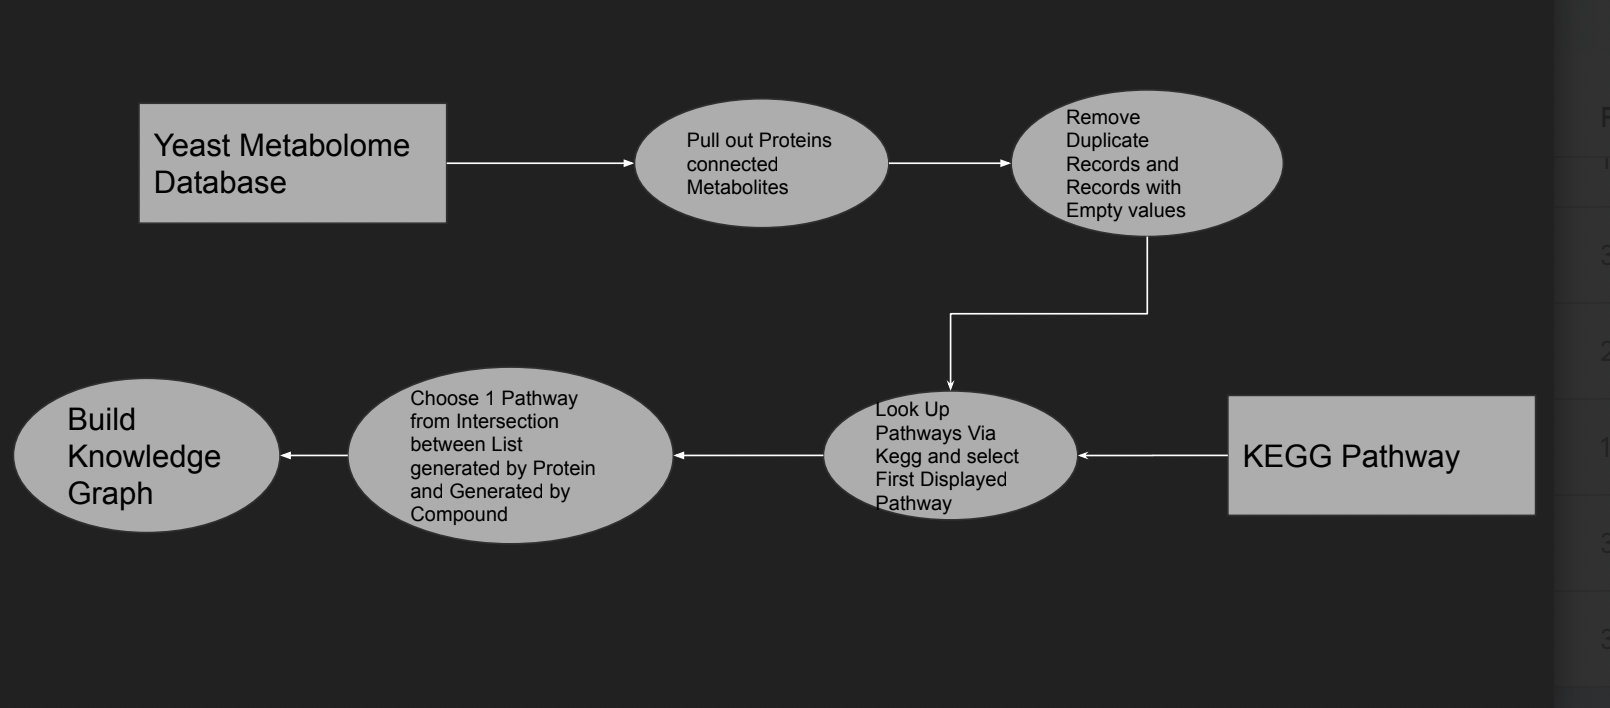 Yeast Metabolome
Database
Pull out Proteins
connected
Metabolites
Remove
Duplicate
Records and
Records with
Empty values
Build
Knowledge
Graph
Choose 1 Pathway
from Intersection
between List
generated by Protein
and Generated by
Compound
Look Up
Pathways Via
Kegg and select
First Displayed
Pathway
KEGG Pathway